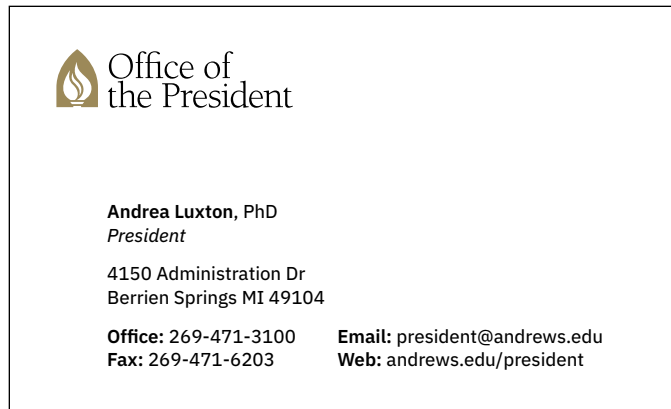 Office of
the President
Andrea Luxton, PhD
President
4150 Administration Dr
Berrien Springs MI 49104
Office: 269-471-3100 Email: president@andrews.edu
Fax: 269-471-6203 Web: andrews.edu/president